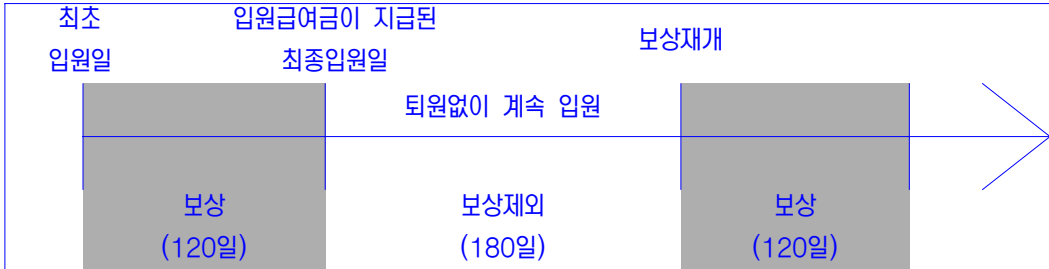 최초
입원일
입원급여금이 지급된
최종입원일
보상재개
퇴원없이 계속 입원
보상
(120일)
보상제외
(180일)
보상
(120일)